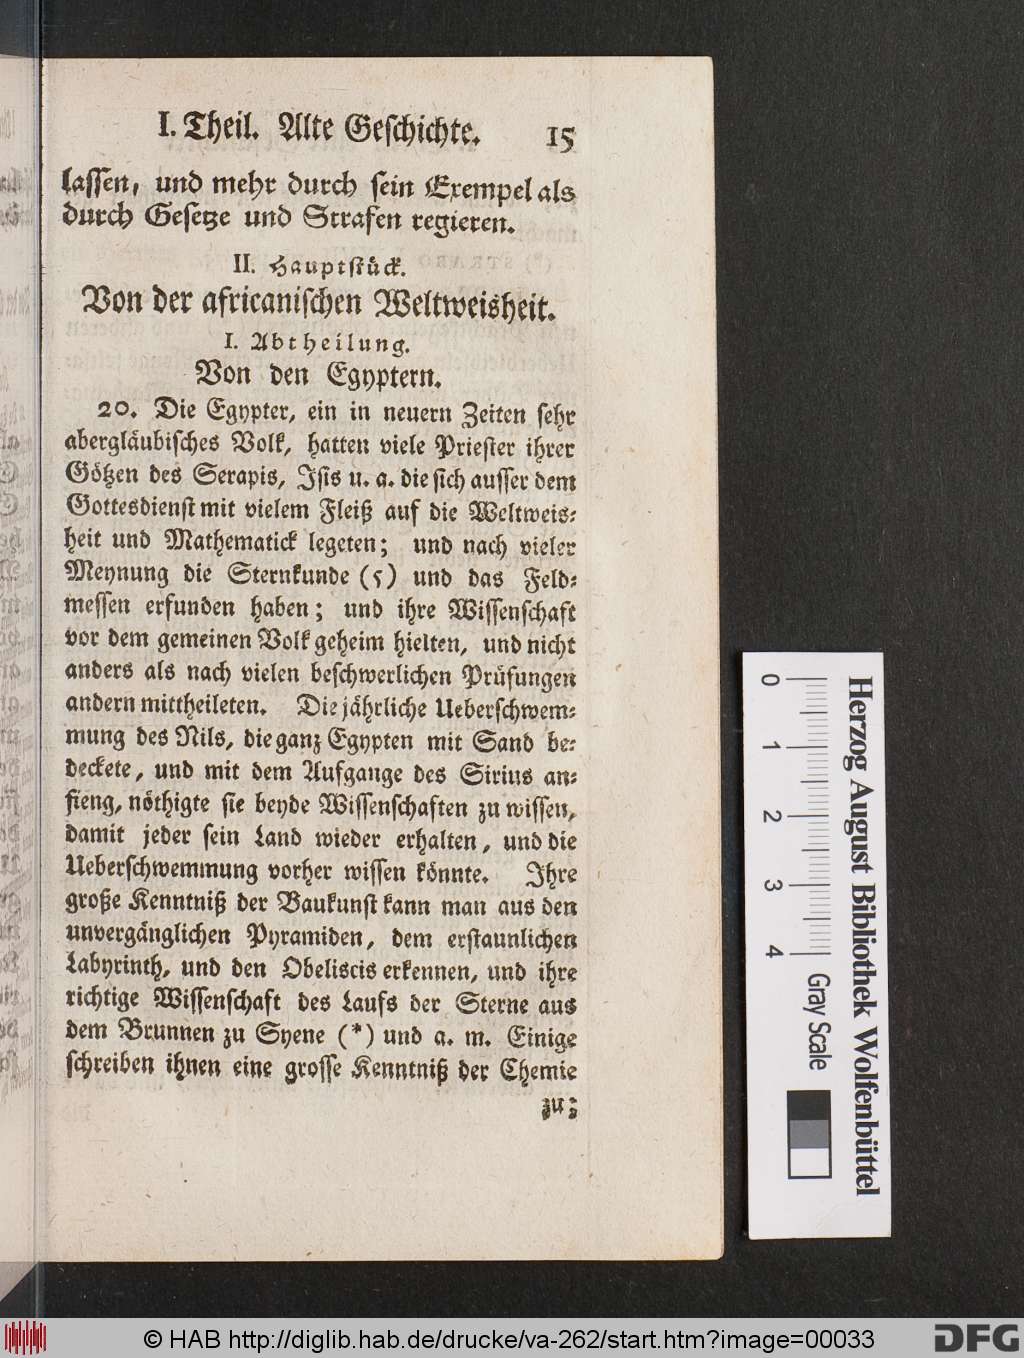 I. Theil. Alte Geschichte. 15
lassen, und mehr durch sein Exempel als
durch Gesetze und Strafen regieren.
II. Hauptstück.
Von der africanischen Weltweisheit.
I. Abtheilung.
Von den Egyptern.
20. Die Egypter, ein in neuern Zeiten sehr
abergläubisches Volk, hatten viele Priester ihrer
Götzen des Serapis, Isis u. a. die sich ausser dem
Gottesdienst mit vielem Fleiß auf die Weltweis-
heit und Mathematick legeten; und nach vieler
Meynung die Sternkunde (ς) und das Feld-
messen erfunden haben; und ihre Wissenschaft
vor dem gemeinen Volk geheim hielten, und nicht
anders als nach vielen beschwerlichen Prüfungen
andern mittheileten. Die jährliche Ueberschwem-
mung des Nils, die ganz Egypten mit Sand be-
deckete, und mit dem Aufgange des Sirius an-
fieng, nöthigte sie beyde Wissenschaften zu wissen,
damit jeder sein Land wieder erhalten, und die
Ueberschwemmung vorher wissen könnte. Ihre
große Kenntniß der Baukunst kann man aus den
unvergänglichen Pyramiden, dem erstaunlichen
Labyrinth, und den Obeliscis erkennen, und ihre
richtige Wissenschaft des Laufs der Sterne aus
dem Brunnen zu Syene (*) und a. m. Einige
schreiben ihnen eine grosse Kenntniß der Chemie
zu;
0 1 2 3 4
Gray Scale
Herzog August Bibliothek Wolfenbüttel
© HAB http://diglib.hab.de/drucke/va-262/start.htm?image=00033
DFG